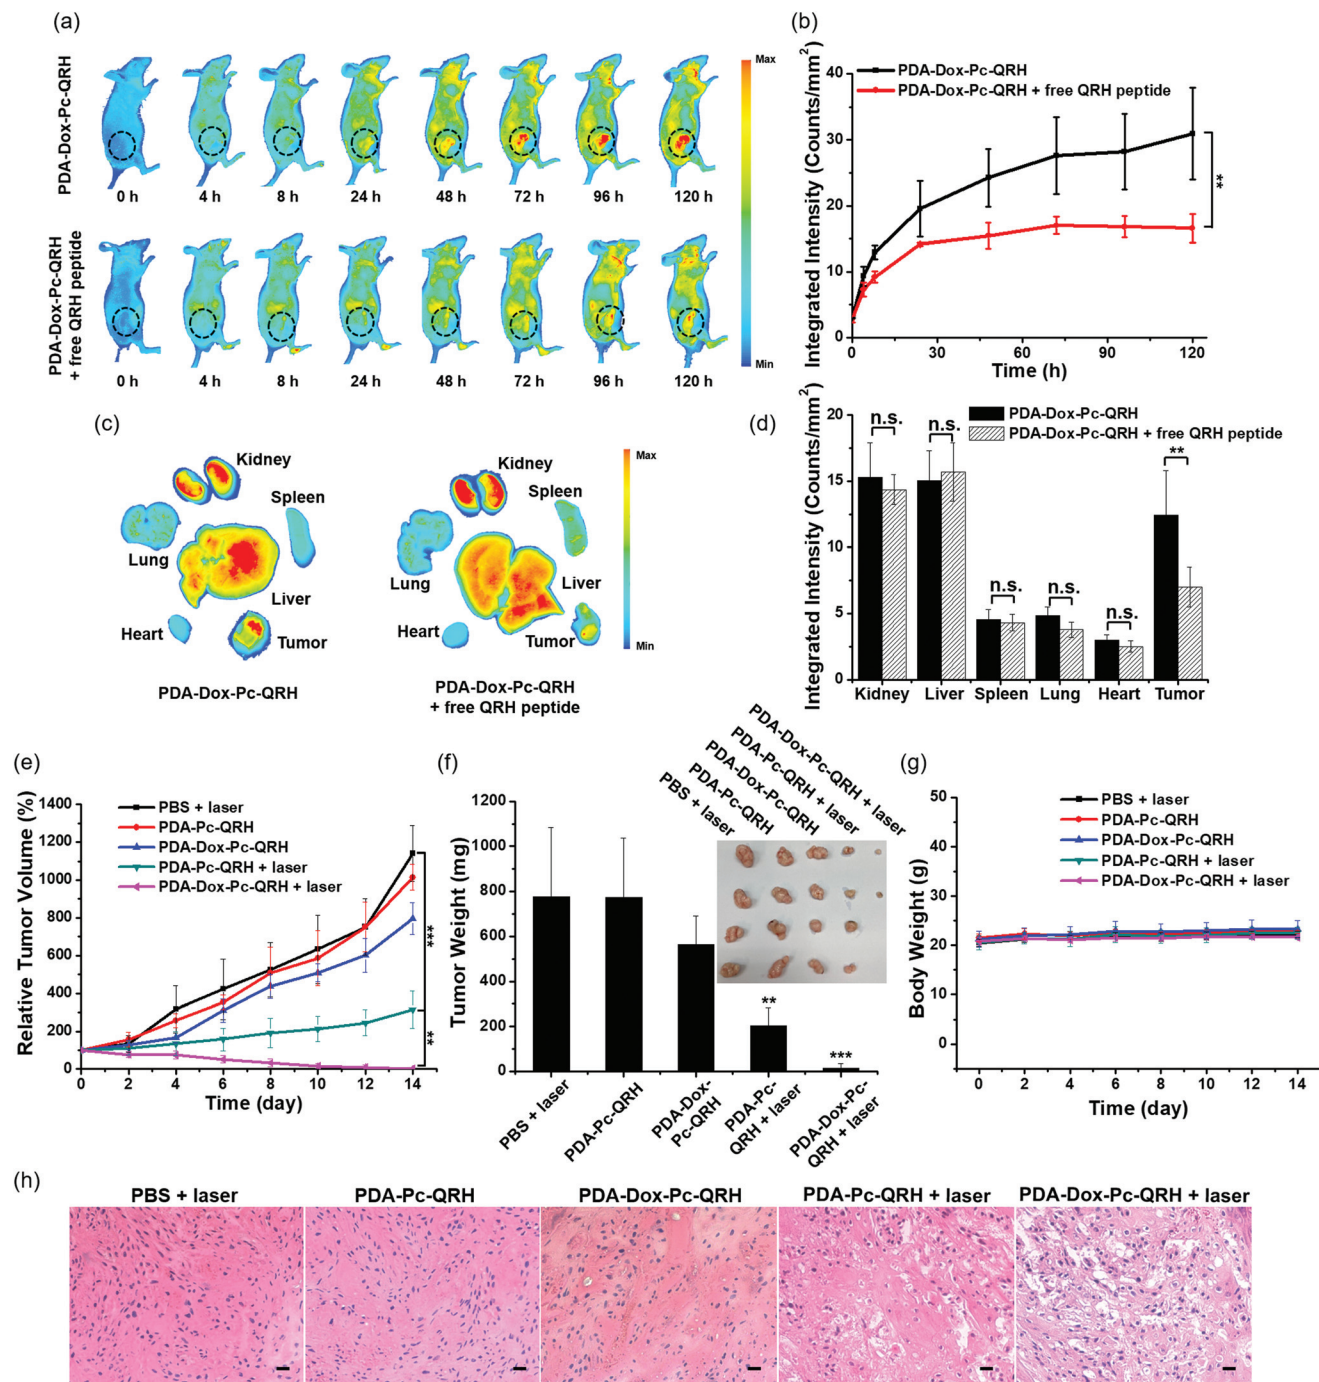 (a)
PDA-Dox-Pc-QRH
0 h 4 h 8 h 24 h 48 h 72 h 96 h 120 h
PDA-Dox-Pc-QRH
+ free QRH peptide
0 h 4 h 8 h 24 h 48 h 72 h 96 h 120 h
Max
Min
(b)
Integrated Intensity (Counts/mm²)
40
30
20
10
0
PDA-Dox-Pc-QRH
PDA-Dox-Pc-QRH + free QRH peptide
**
0 30 60 90 120
Time (h)
(c)
Kidney
Spleen
Lung
Liver
Heart
Tumor
PDA-Dox-Pc-QRH
Kidney
Spleen
Lung
Liver
Heart
Tumor
PDA-Dox-Pc-QRH
+ free QRH peptide
Max
Min
(d)
Integrated Intensity (Counts/mm²)
20
15
10
5
0
PDA-Dox-Pc-QRH
PDA-Dox-Pc-QRH + free QRH peptide
n.s. n.s. n.s. n.s. n.s. **
Kidney Liver Spleen Lung Heart Tumor
(e)
Relative Tumor Volume (%)
1400
1200
1000
800
600
400
200
0
PBS + laser
PDA-Pc-QRH
PDA-Dox-Pc-QRH
PDA-Pc-QRH + laser
PDA-Dox-Pc-QRH + laser
***
**
0 2 4 6 8 10 12 14
Time (day)
(f)
Tumor Weight (mg)
1200
1000
800
600
400
200
0
PBS + laser
PDA-Pc-QRH
PDA-Dox-Pc-QRH
PDA-Pc-QRH + laser
PDA-Dox-Pc-QRH + laser
**
***
PBS + laser
PDA-Pc-QRH
PDA-Dox-
Pc-QRH
PDA-Pc-
QRH + laser
PDA-Dox-Pc-
QRH + laser
(g)
Body Weight (g)
50
40
30
20
10
0
PBS + laser
PDA-Pc-QRH
PDA-Dox-Pc-QRH
PDA-Pc-QRH + laser
PDA-Dox-Pc-QRH + laser
0 2 4 6 8 10 12 14
Time (day)
(h)
PBS + laser
PDA-Pc-QRH
PDA-Dox-Pc-QRH
PDA-Pc-QRH + laser
PDA-Dox-Pc-QRH + laser